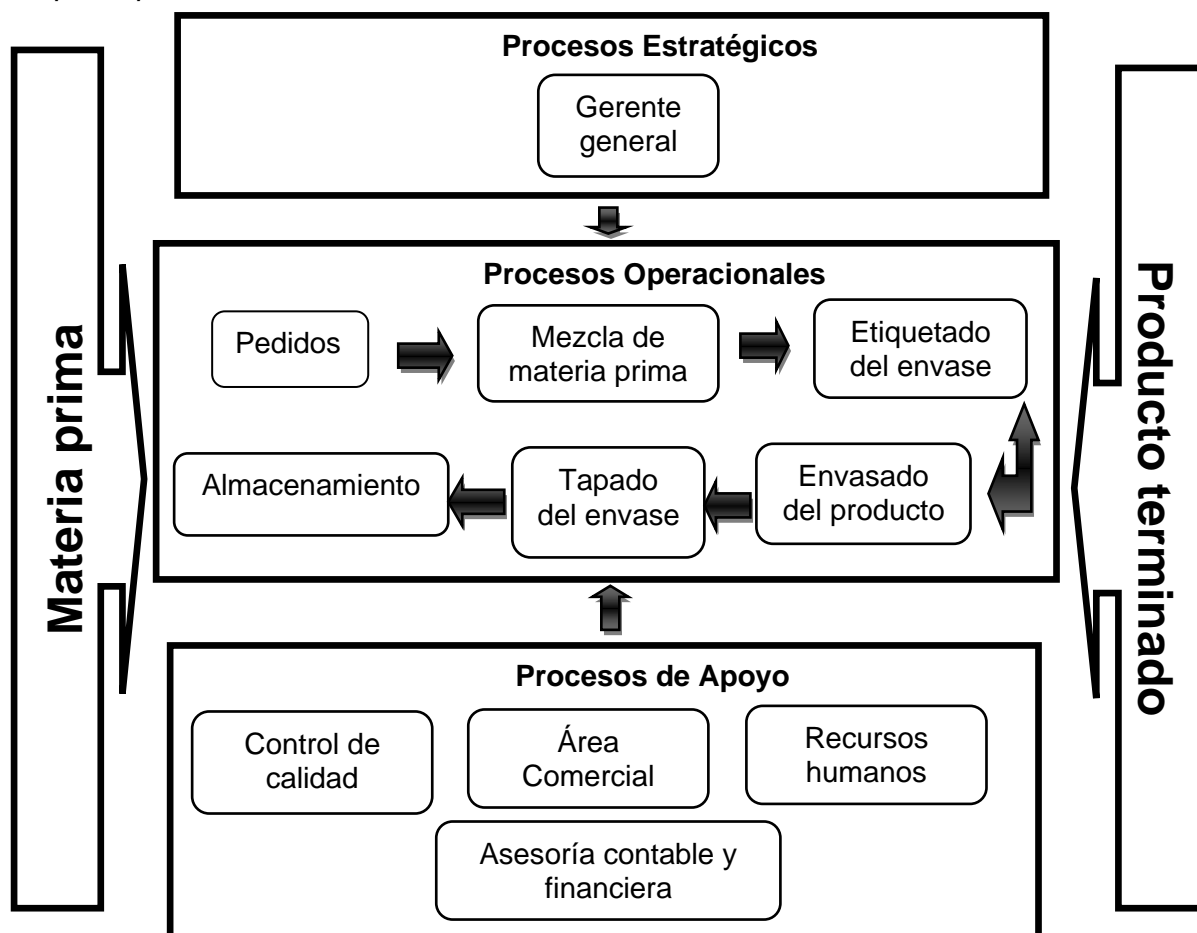 Procesos Estratégicos
Gerente
general
Materia prima
Procesos Operacionales
Pedidos
Mezcla de
materia prima
Etiquetado
del envase
Almacenamiento
Tapado
del envase
Envasado
del producto
Producto terminado
Procesos de Apoyo
Control de
calidad
Área
Comercial
Recursos
humanos
Asesoría contable y
financiera